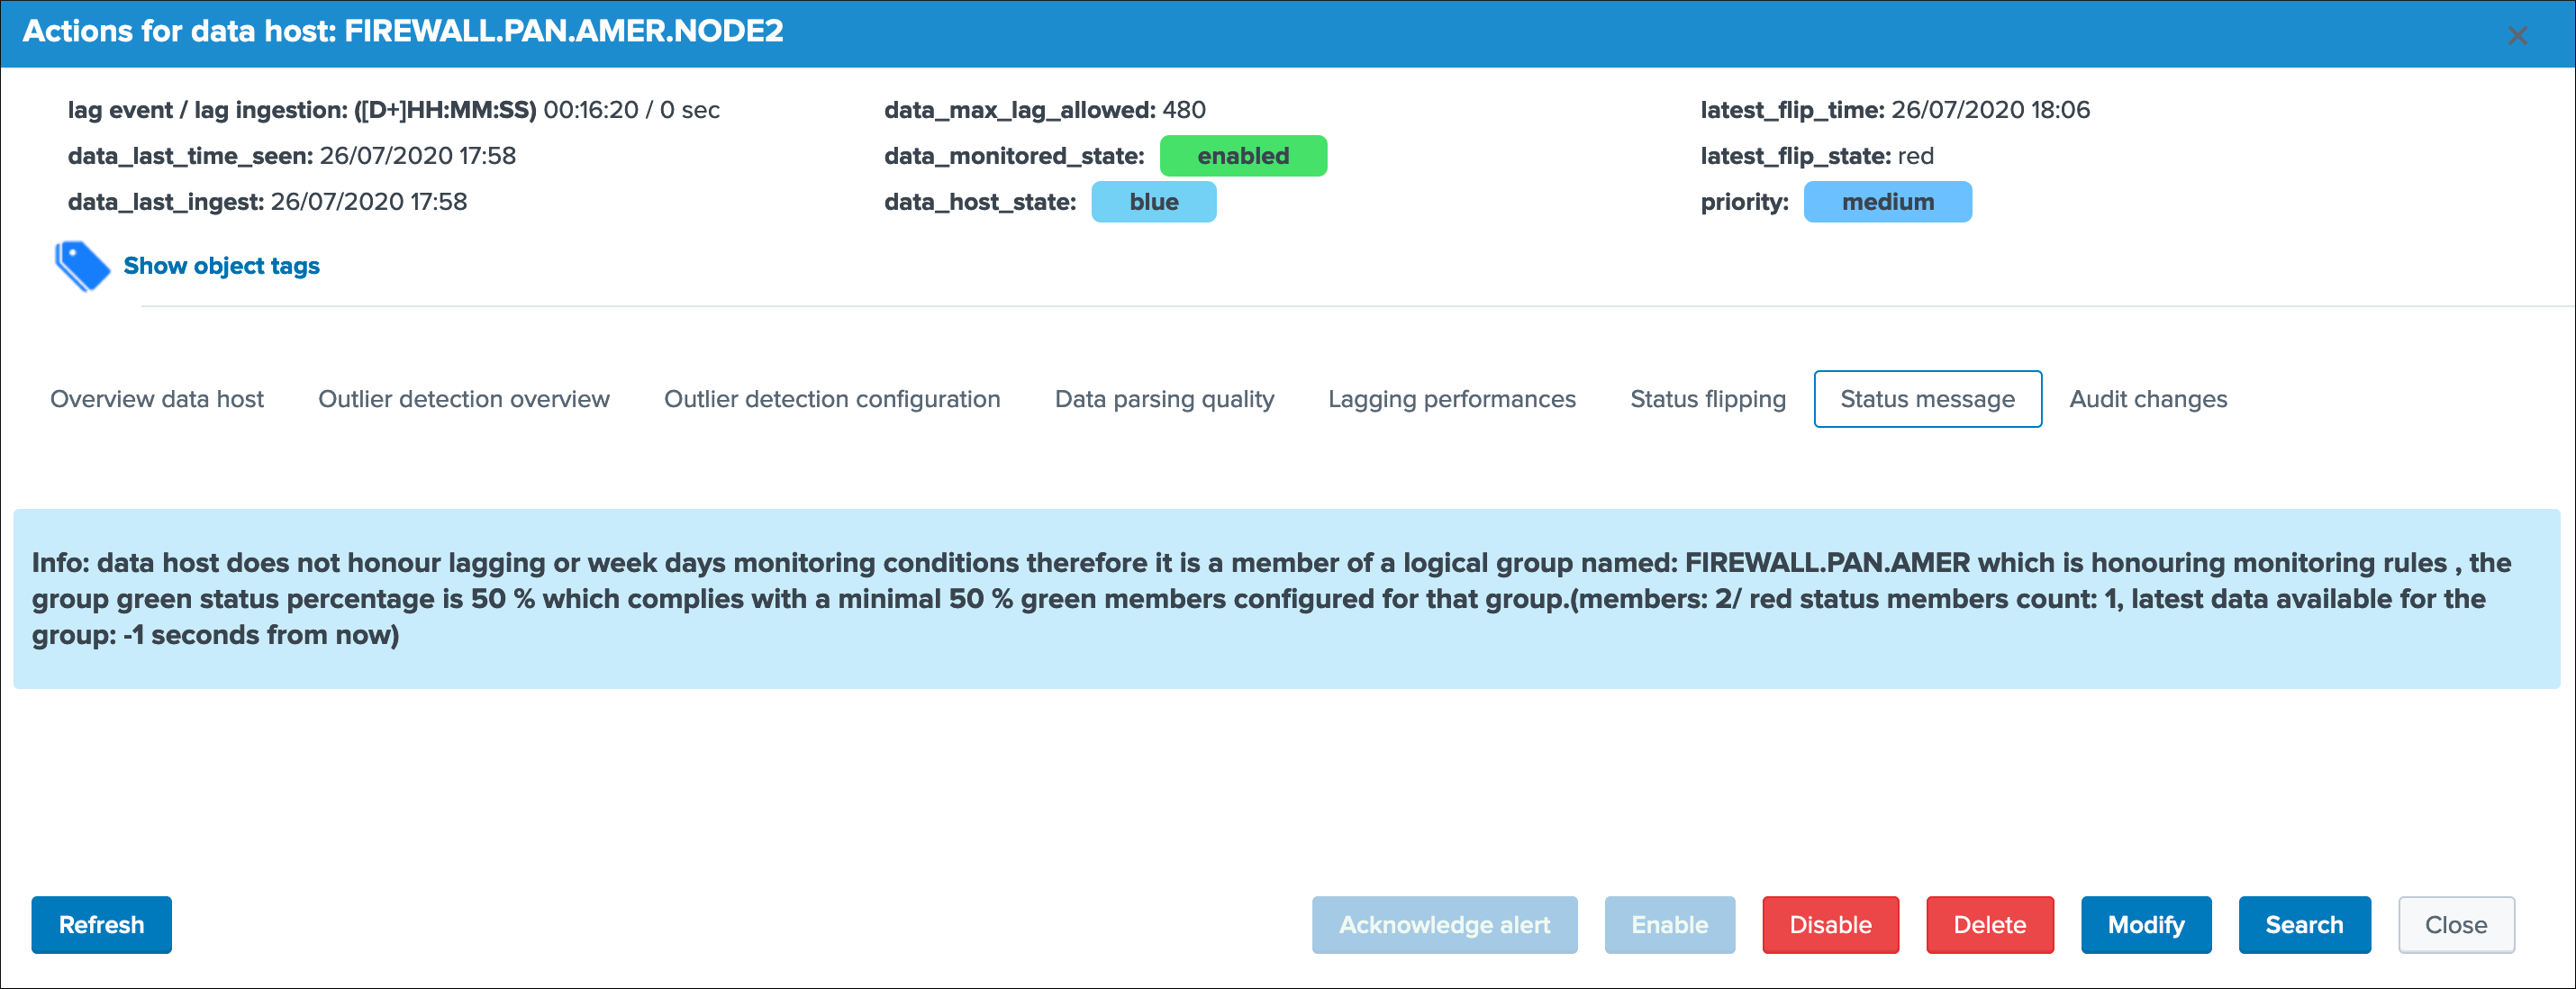 Actions for data host: FIREWALL.PAN.AMER.NODE2
lag event / lag ingestion: ([D+]HH:MM:SS) 00:16:20 / 0 sec
data_last_time_seen: 26/07/2020 17:58
data_last_ingest: 26/07/2020 17:58
data_max_lag_allowed: 480
data_monitored_state: enabled
data_host_state: blue
latest_flip_time: 26/07/2020 18:06
latest_flip_state: red
priority: medium
Show object tags
Overview data host Outlier detection overview Outlier detection configuration Data parsing quality Lagging performances Status flipping Status message Audit changes
Info: data host does not honour lagging or week days monitoring conditions therefore it is a member of a logical group named: FIREWALL.PAN.AMER which is honouring monitoring rules , the
group green status percentage is 50 % which complies with a minimal 50 % green members configured for that group.(members: 2/ red status members count: 1, latest data available for the
group: -1 seconds from now)
Refresh Acknowledge alert Enable Disable Delete Modify Search Close